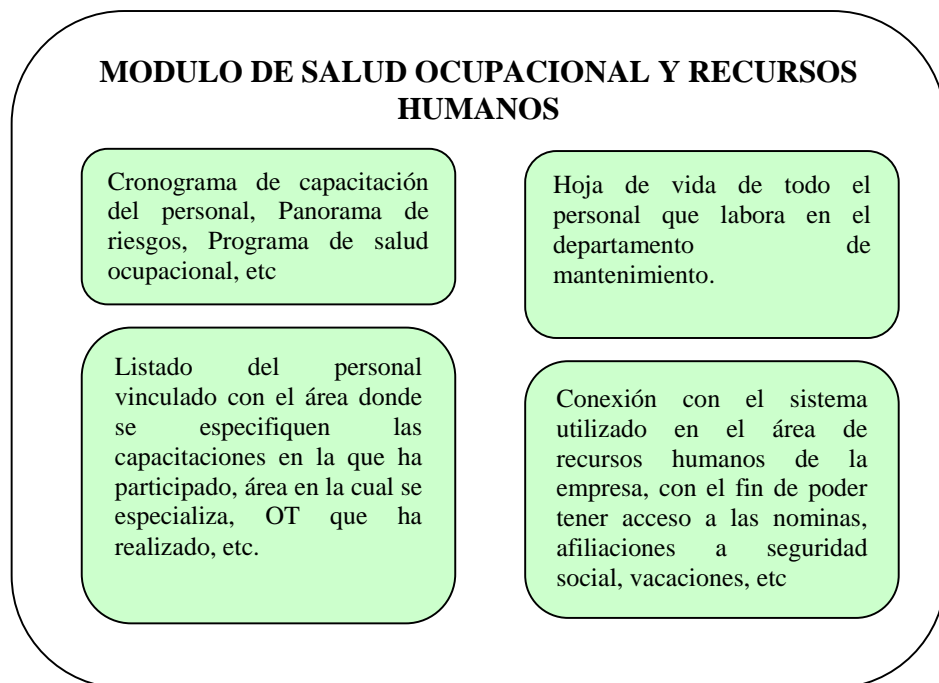 MODULO DE SALUD OCUPACIONAL Y RECURSOS
HUMANOS
Cronograma de capacitación
del personal, Panorama de
riesgos, Programa de salud
ocupacional, etc
Hoja de vida de todo el
personal que labora en el
departamento de
mantenimiento.
Listado del personal
vinculado con el área donde
se especifiquen las
capacitaciones en la que ha
participado, área en la cual se
especializa, OT que ha
realizado, etc.
Conexión con el sistema
utilizado en el área de
recursos humanos de la
empresa, con el fin de poder
tener acceso a las nominas,
afiliaciones a seguridad
social, vacaciones, etc